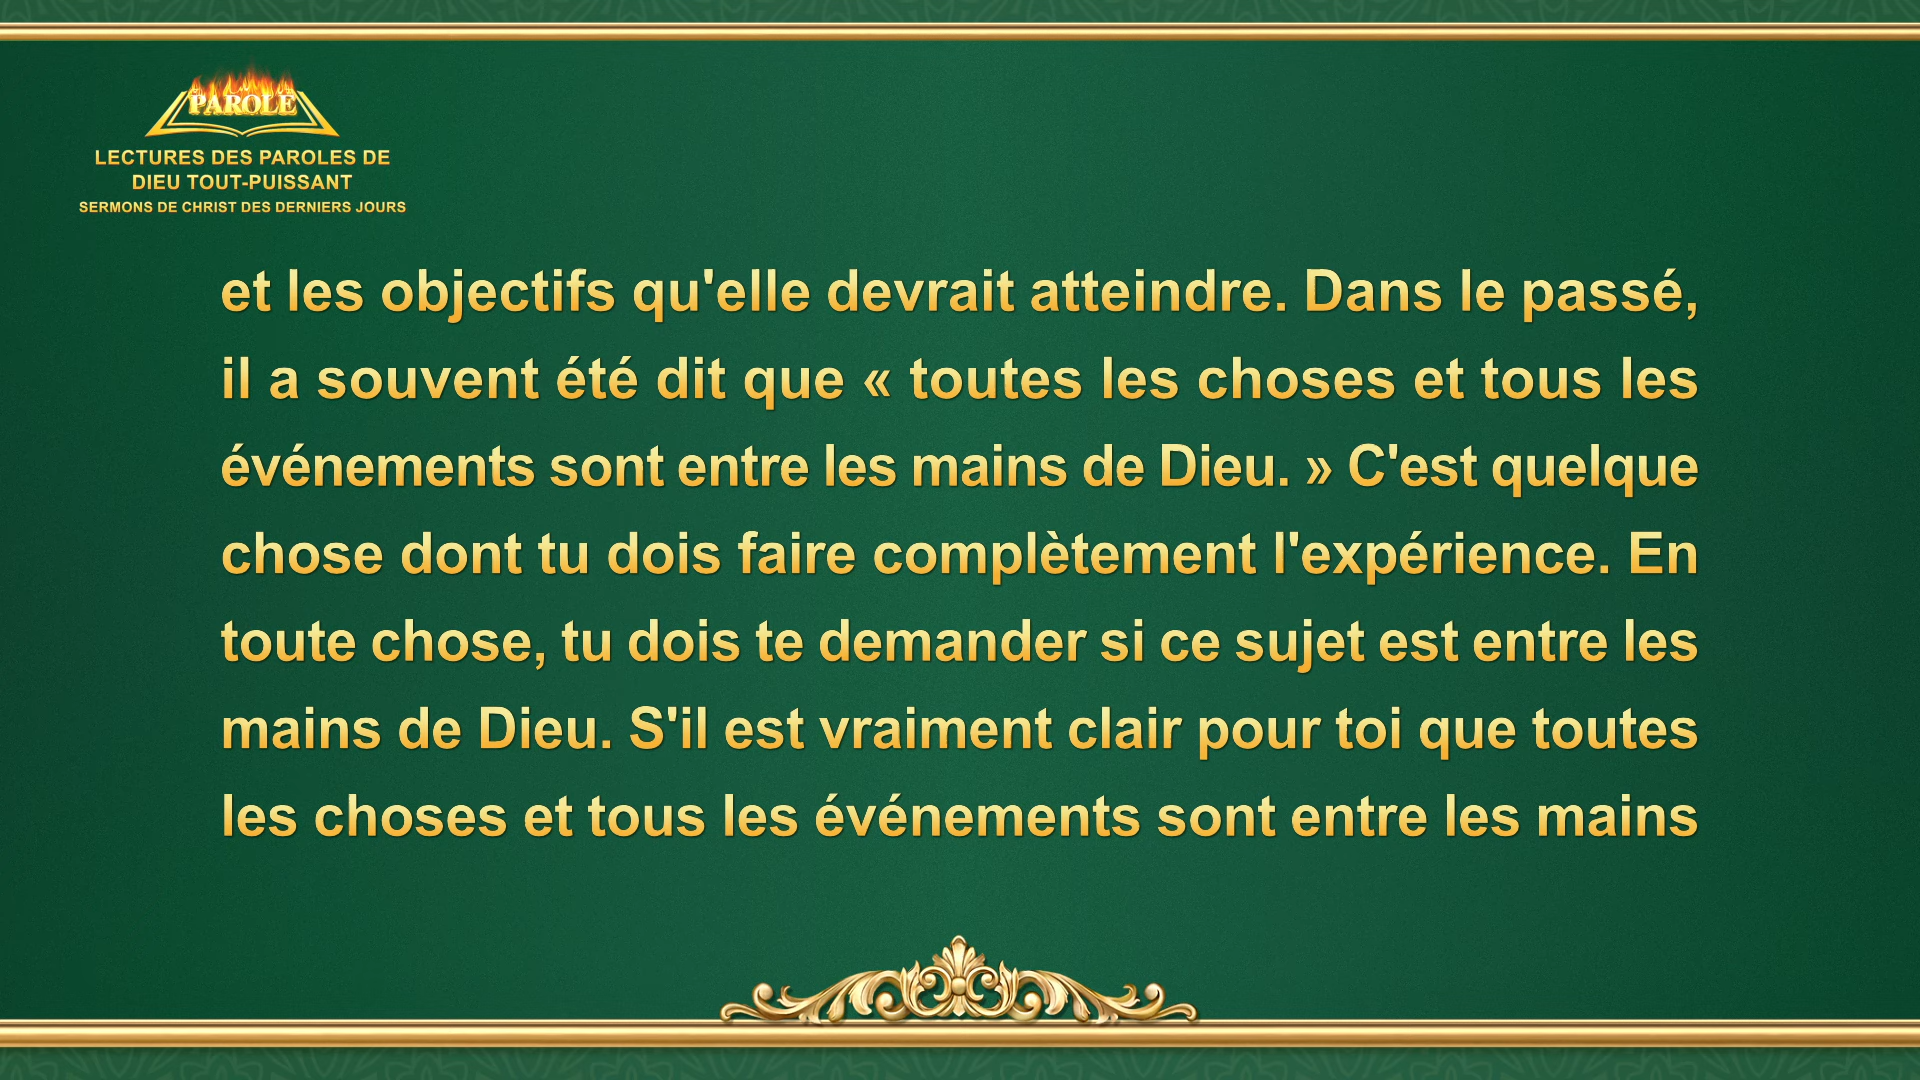 PAROLE
LECTURES DES PAROLES DE
DIEU TOUT-PUISSANT
SERMONS DE CHRIST DES DERNIERS JOURS
et les objectifs qu'elle devrait atteindre. Dans le passé,
il a souvent été dit que « toutes les choses et tous les
événements sont entre les mains de Dieu. » C'est quelque
chose dont tu dois faire complètement l'expérience. En
toute chose, tu dois te demander si ce sujet est entre les
mains de Dieu. S'il est vraiment clair pour toi que toutes
les choses et tous les événements sont entre les mains